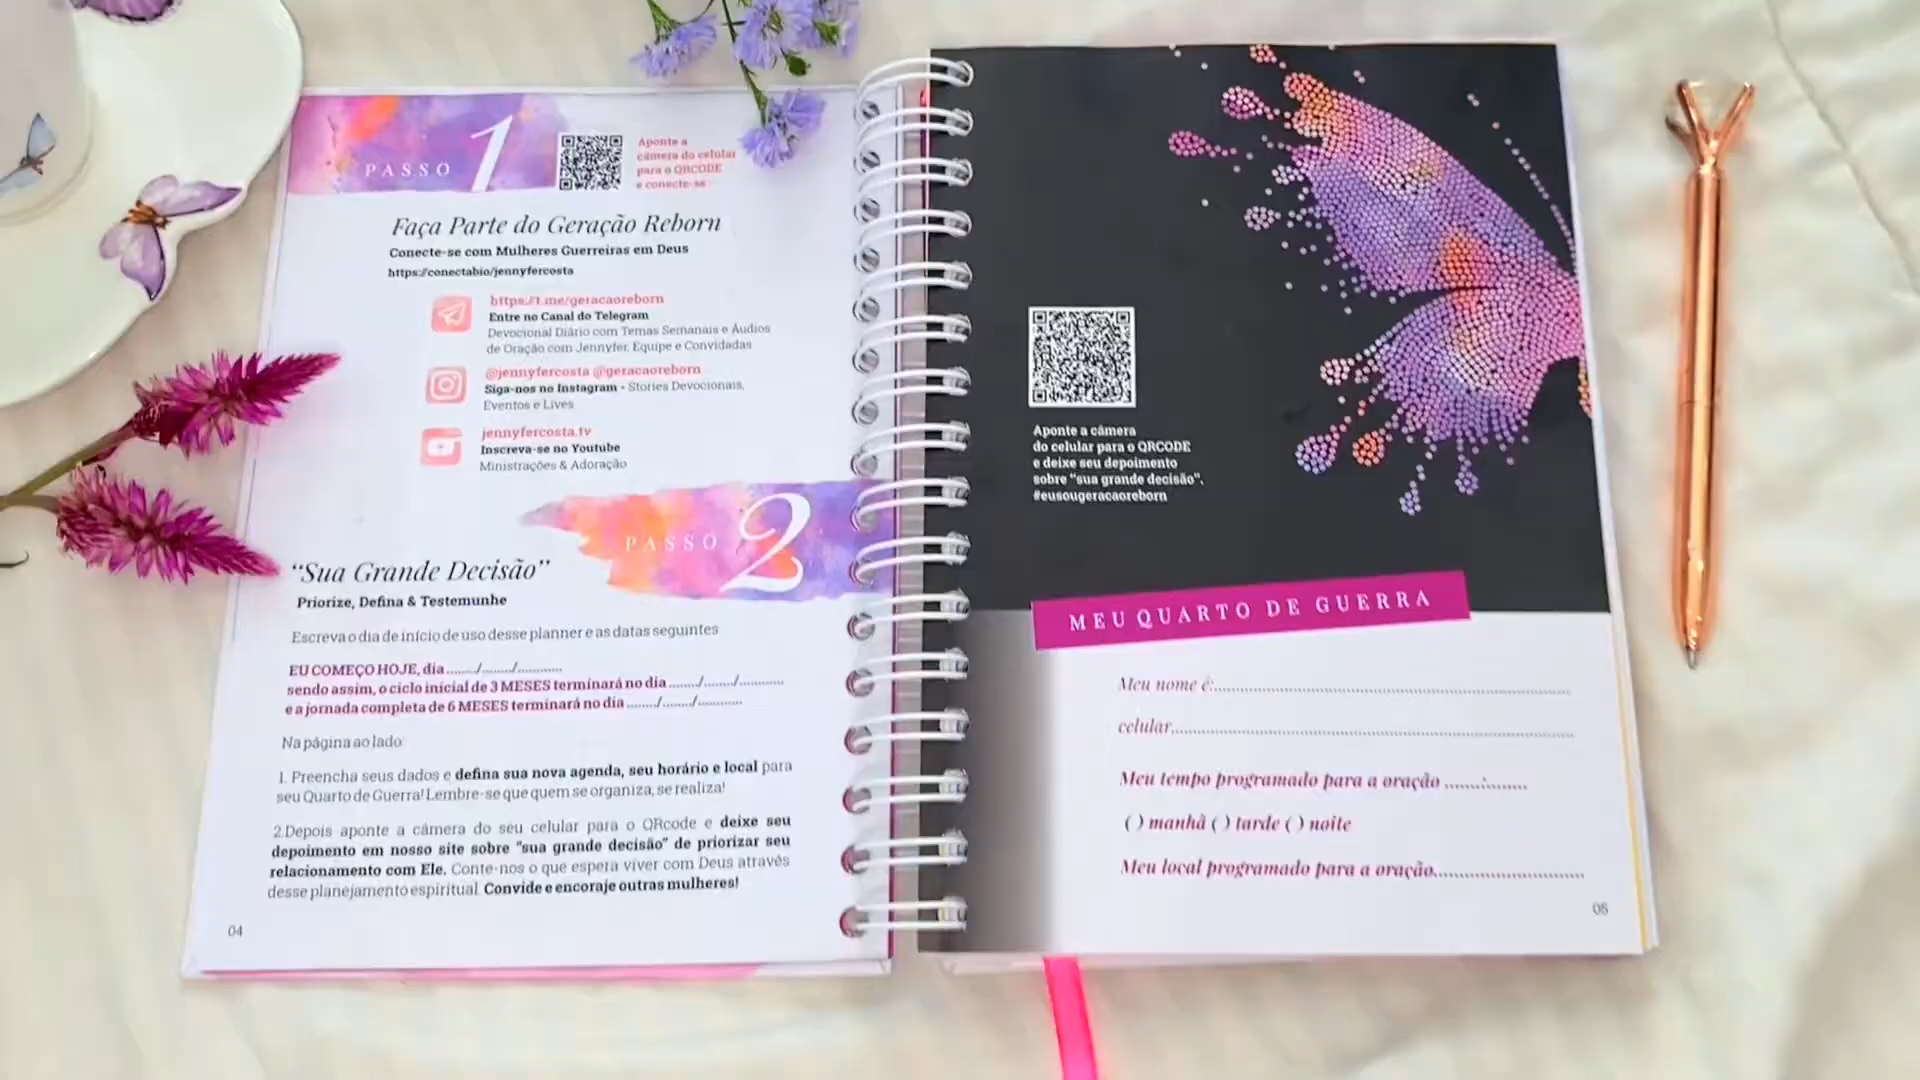 PASSO 1
Aponte a
câmera do celular
para o QRCODE
e conecte-se
Faça Parte do Geração Reborn
Conecte-se com Mulheres Guerreiras em Deus
https://conectabio/jennyfercosta
https://t.me/geracaoreborn
Entre no Canal do Telegram
Devocional Diário com Temas Semanais e Áudios
de Oração com Jennyfer, Equipe e Convidadas
@jennyfercosta @geracaoreborn
Siga-nos no Instagram - Stories Devocionais,
Eventos e Lives
jennyfercosta.tv
Inscreva-se no Youtube
Ministrações & Adoração
PASSO 2
“Sua Grande Decisão”
Priorize, Defina & Testemunhe
Escreva o dia de início de uso desse planner e as datas seguintes
EU COMEÇO HOJE, dia ......../......../...........
sendo assim, o ciclo inicial de 3 MESES terminará no dia ......../......../...........
e a jornada completa de 6 MESES terminará no dia ......../......../...........
Na página ao lado:
1. Preencha seus dados e defina sua nova agenda, seu horário e local para
seu Quarto de Guerra! Lembre-se que quem se organiza, se realiza!
2.Depois aponte a câmera do seu celular para o QRcode e deixe seu
depoimento em nosso site sobre "sua grande decisão" de priorizar seu
relacionamento com Ele. Conte-nos o que espera viver com Deus através
desse planejamento espiritual. Convide e encoraje outras mulheres!
04
Aponte a câmera
do celular para o QRCODE
e deixe seu depoimento
sobre "sua grande decisão".
#eusougeracaoreborn
MEU QUARTO DE GUERRA
Meu nome é:..........................................................................
celular..........................................................................
Meu tempo programado para a oração ........:........
( ) manhã ( ) tarde ( ) noite
Meu local programado para a oração..............................
05